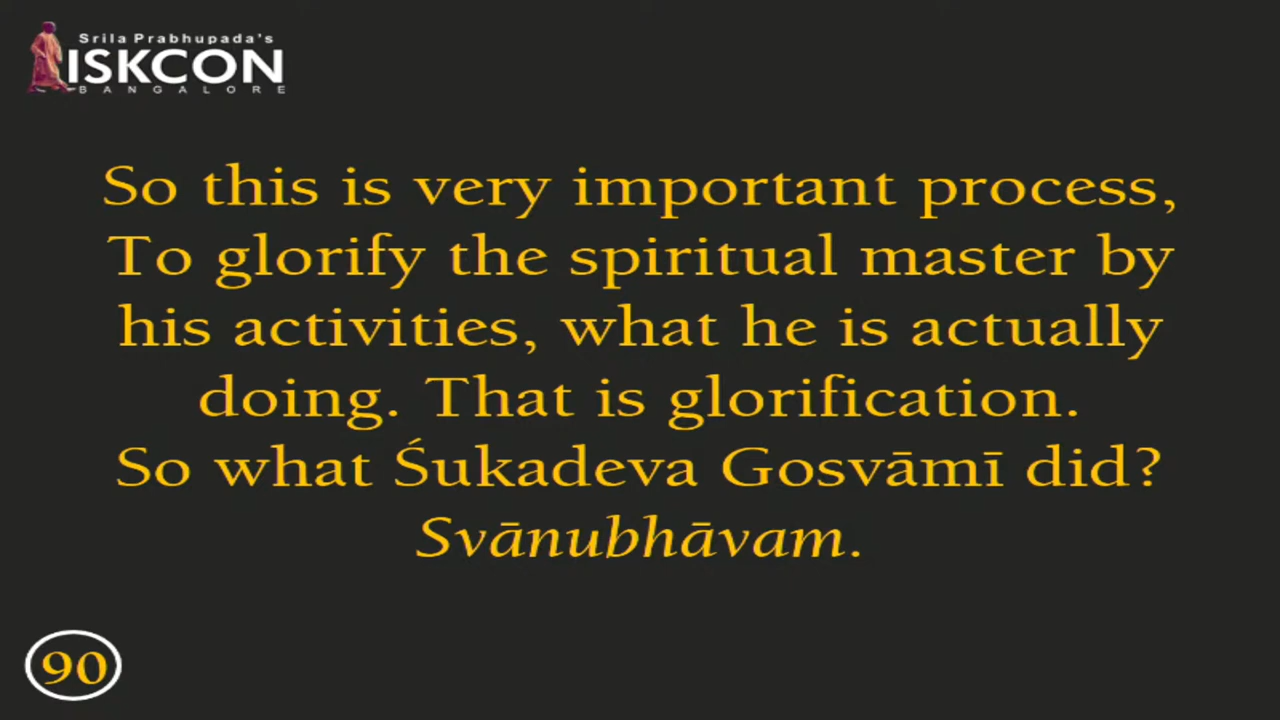 Srila Prabhupada's
ISKCON
BANGALORE
So this is very important process,
To glorify the spiritual master by
his activities, what he is actually
doing. That is glorification.
So what Śukadeva Gosvāmī did?
Svānubhāvam.
90